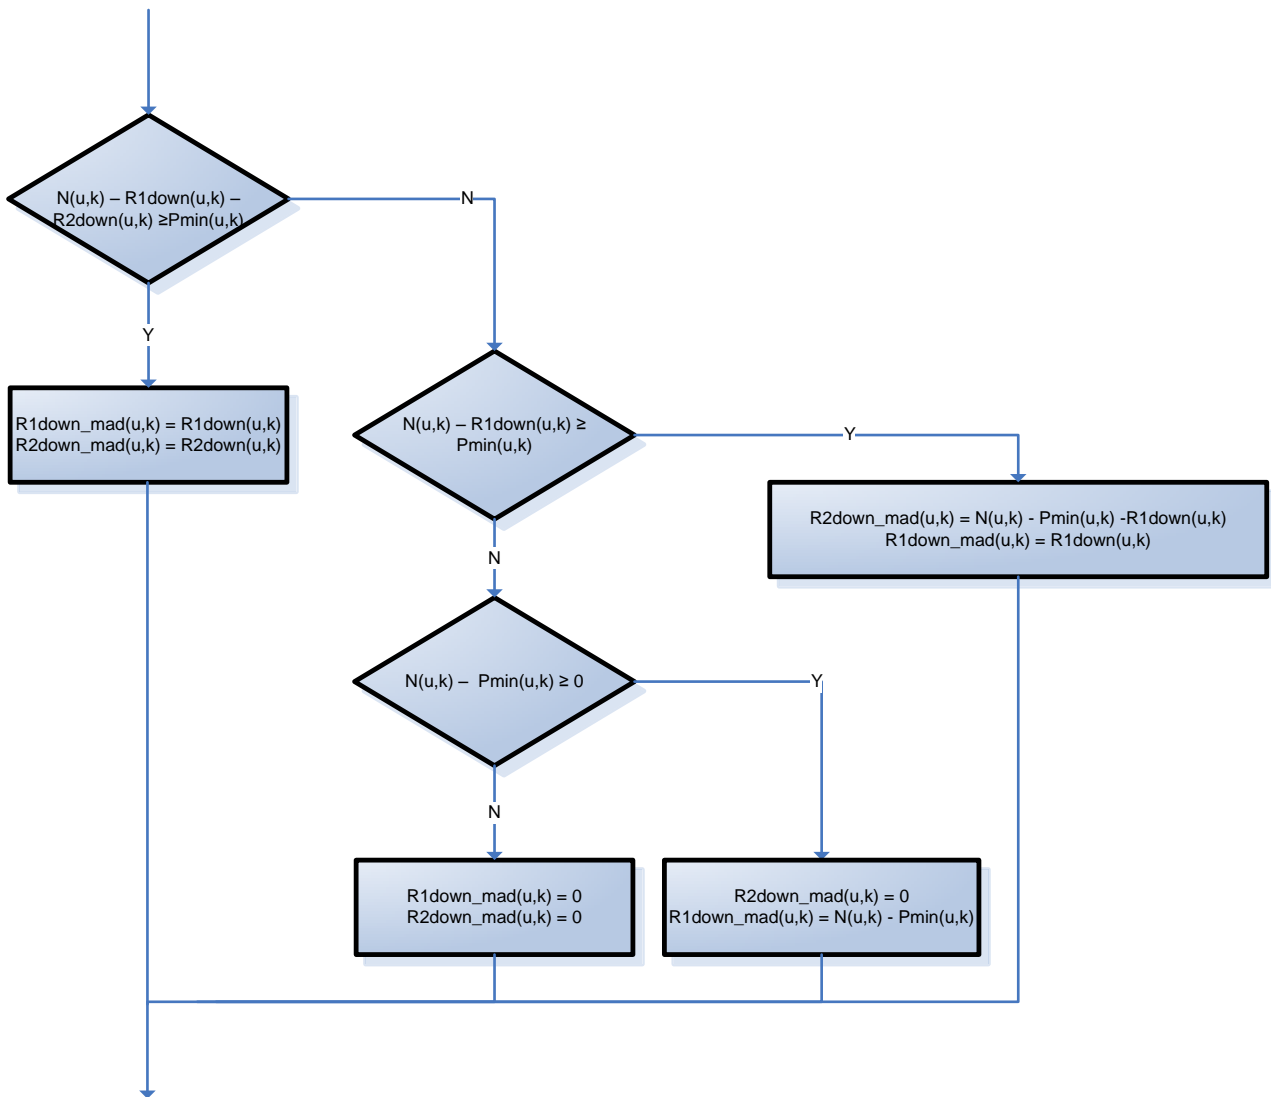 N(u,k) – R1down(u,k) –
R2down(u,k) ≥Pmin(u,k)
N
Y
R1down_mad(u,k) = R1down(u,k)
R2down_mad(u,k) = R2down(u,k)
N(u,k) – R1down(u,k) ≥
Pmin(u,k)
Y
R2down_mad(u,k) = N(u,k) - Pmin(u,k) -R1down(u,k)
R1down_mad(u,k) = R1down(u,k)
N
N(u,k) – Pmin(u,k) ≥ 0
Y
N
R1down_mad(u,k) = 0
R2down_mad(u,k) = 0
R2down_mad(u,k) = 0
R1down_mad(u,k) = N(u,k) - Pmin(u,k)